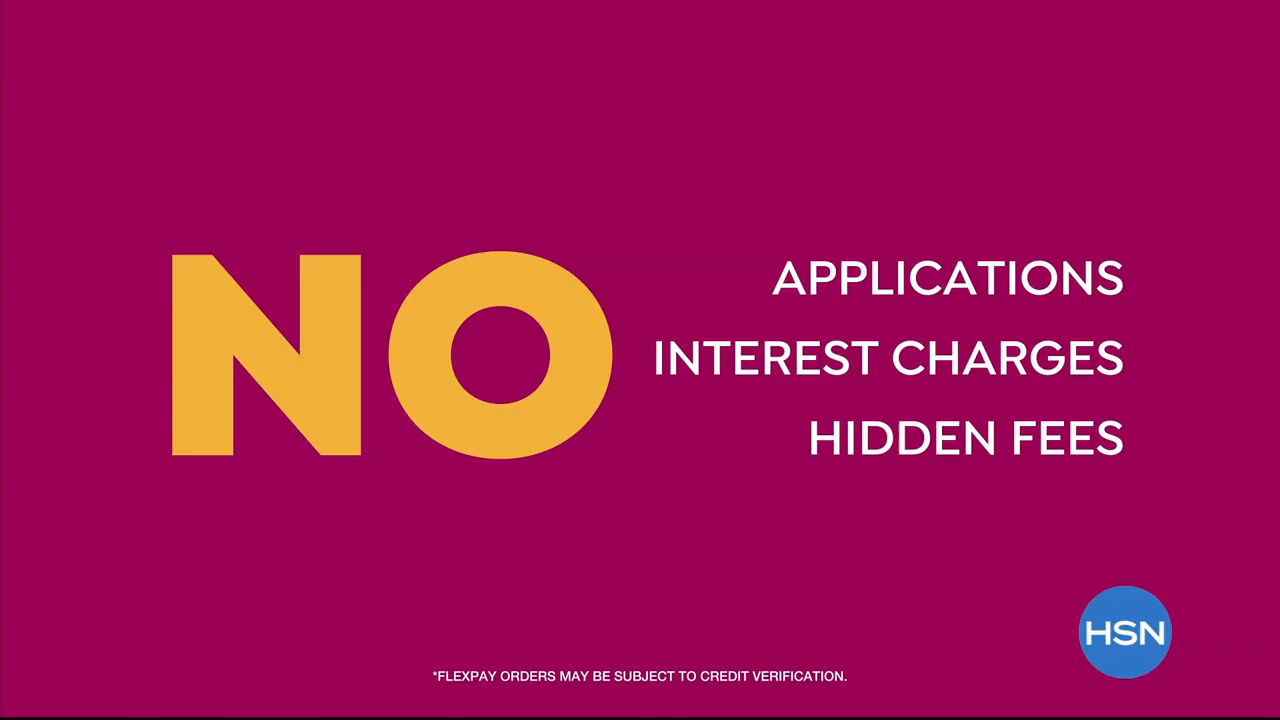 NO
APPLICATIONS
INTEREST CHARGES
HIDDEN FEES
HSN
*FLEXPAY ORDERS MAY BE SUBJECT TO CREDIT VERIFICATION.